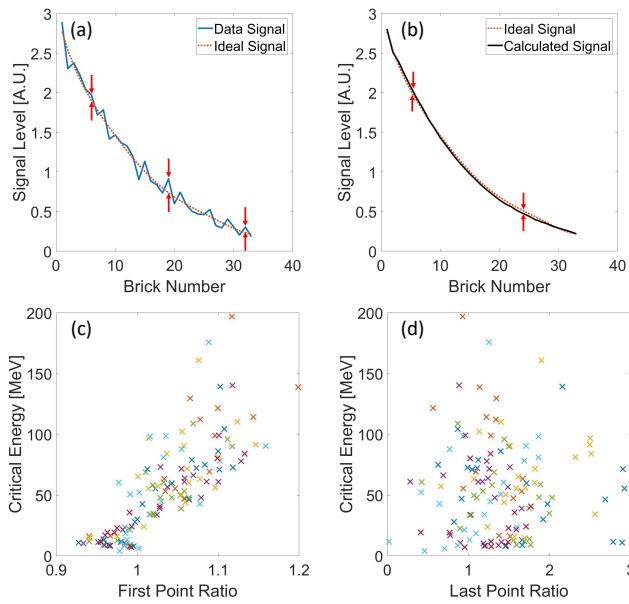 (a)
Data Signal
Ideal Signal
Signal Level [A.U.]
3
2.5
2
1.5
1
0.5
0
0 10 20 30 40
Brick Number
(b)
Ideal Signal
Calculated Signal
Signal Level [A.U.]
3
2.5
2
1.5
1
0.5
0
0 10 20 30 40
Brick Number
(c)
Critical Energy [MeV]
200
150
100
50
0
0.9 1 1.1 1.2
First Point Ratio
(d)
Critical Energy [MeV]
200
150
100
50
0
0 1 2 3
Last Point Ratio